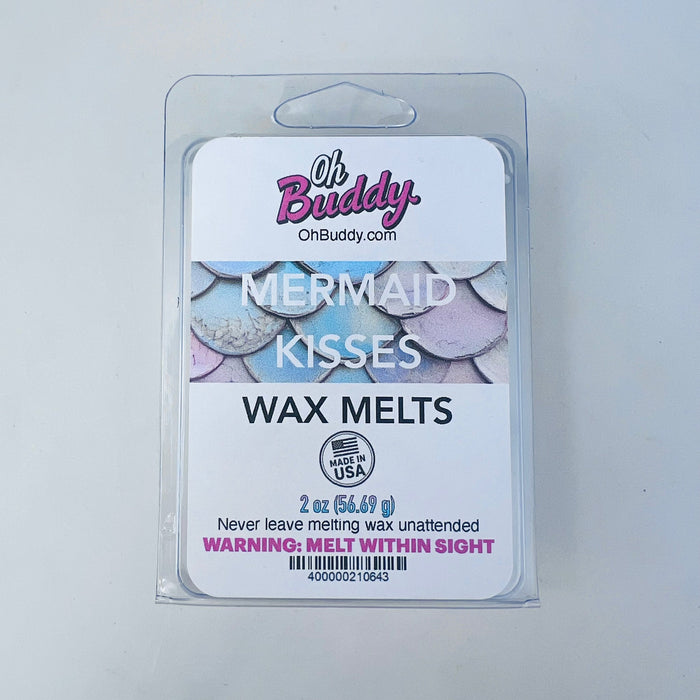 Oh
Buddy
OhBuddy.com
MERMAID
KISSES
WAX MELTS
MADE IN
USA
2 oz (56.69 g)
Never leave melting wax unattended
WARNING: MELT WITHIN SIGHT
400000210643